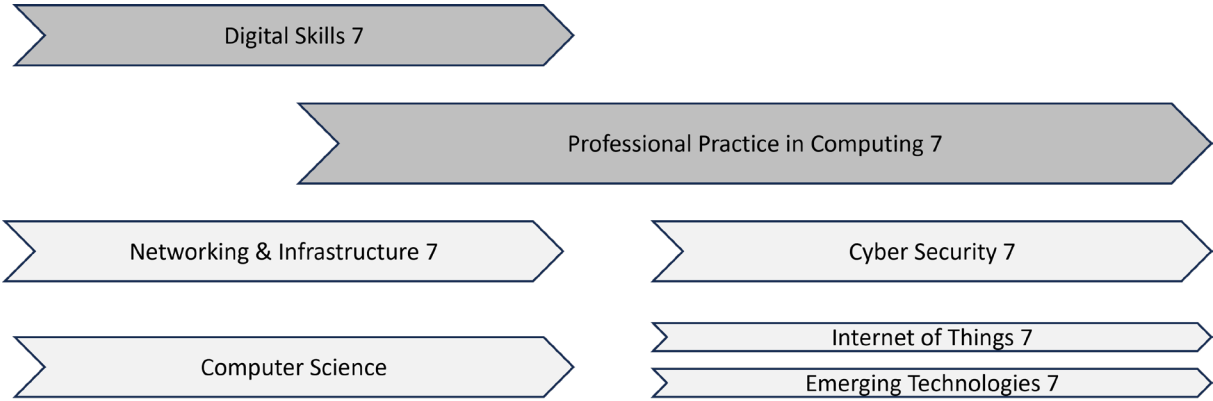 Digital Skills 7
Professional Practice in Computing 7
Networking & Infrastructure 7
Cyber Security 7
Computer Science
Internet of Things 7
Emerging Technologies 7